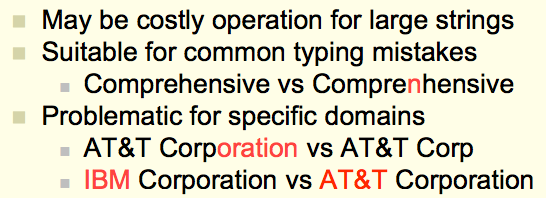 May be costly operation for large strings
Suitable for common typing mistakes
Comprehensive vs Comprenhensive
Problematic for specific domains
AT&T Corporation vs AT&T Corp
IBM Corporation vs AT&T Corporation